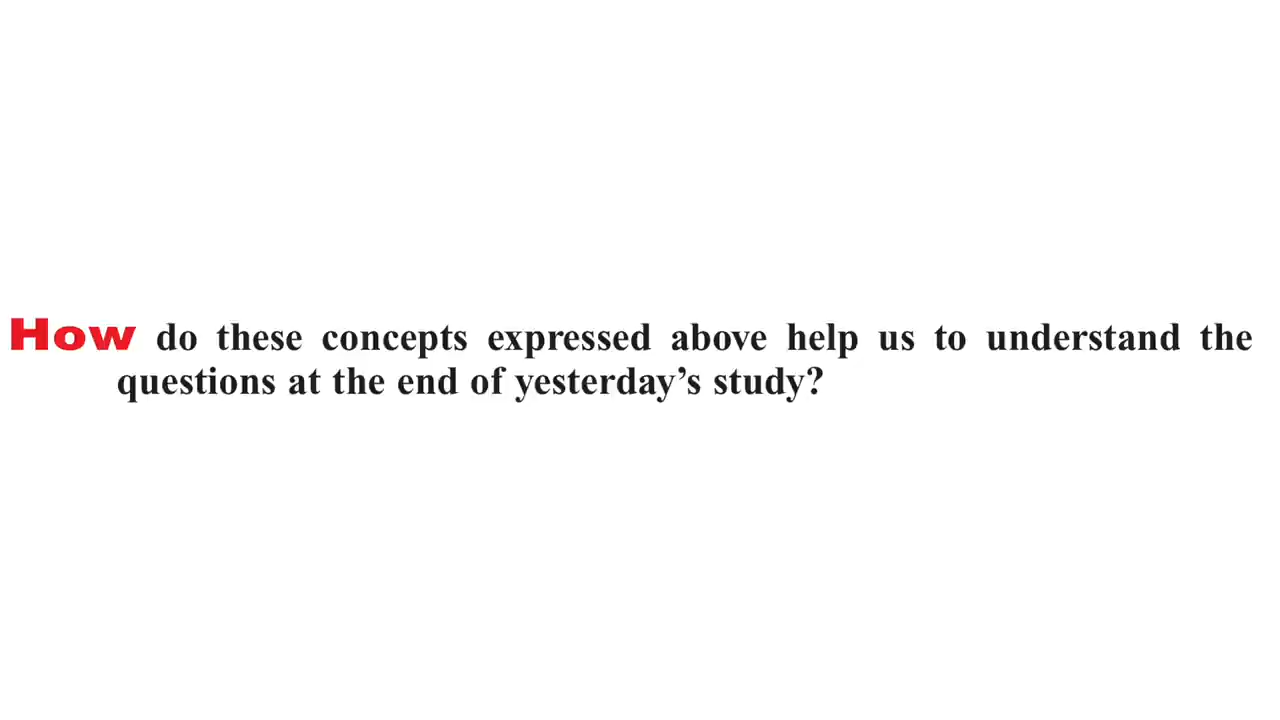 How do these concepts expressed above help us to understand the
questions at the end of yesterday’s study?